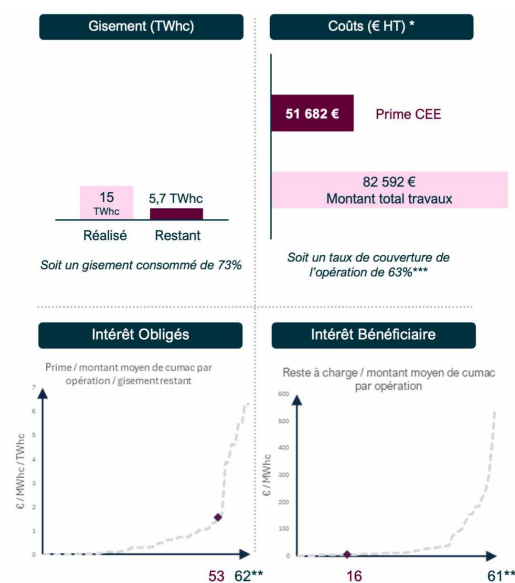 Gisement (TWhc)
15
TWhc
5,7 TWhc
Réalisé
Restant
Soit un gisement consommé de 73%
Coûts (€ HT) *
51 682 €
Prime CEE
82 592 €
Montant total travaux
Soit un taux de couverture de
l'opération de 63%***
Intérêt Obligés
Prime / montant moyen de cumac par
opération / gisement restant
€ / MWhc / TWhc
7
6
5
4
3
2
1
0
53
62**
Intérêt Bénéficiaire
Reste à charge / montant moyen de cumac
par opération
€ / MWhc
600
500
400
300
200
100
0
16
61**